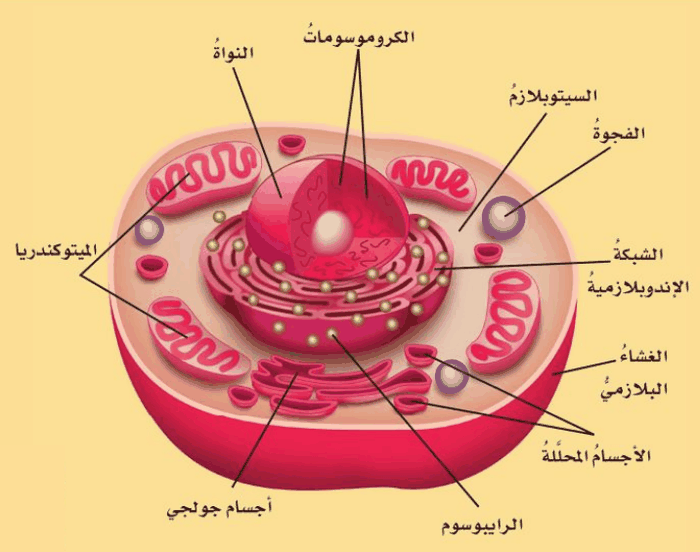 الكروموسوماتُ
النواةُ
السيتوبلازمُ
الفجوةُ
الميتوكندريا
الشبكةُ
الإندوبلازميةُ
الغشاءُ
البلازميُّ
الأجسامُ المحلِّلةُ
أجسام جولجي
الرايبوسوم